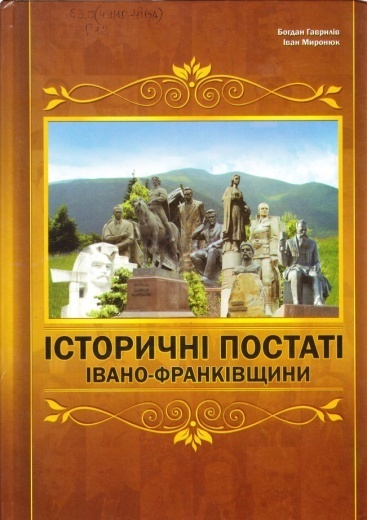 Богдан Гаврилів
Іван Миронюк
ІСТОРИЧНІ ПОСТАТІ
ІВАНО-ФРАНКІВЩИНИ